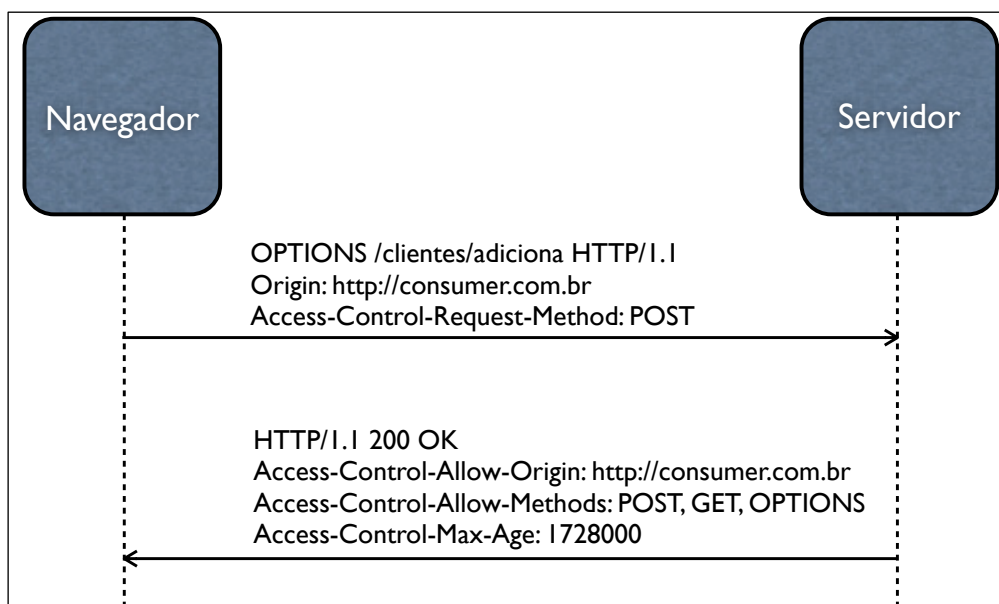 Navegador
Servidor
OPTIONS /clientes/adiciona HTTP/1.1
Origin: http://consumer.com.br
Access-Control-Request-Method: POST
HTTP/1.1 200 OK
Access-Control-Allow-Origin: http://consumer.com.br
Access-Control-Allow-Methods: POST, GET, OPTIONS
Access-Control-Max-Age: 1728000